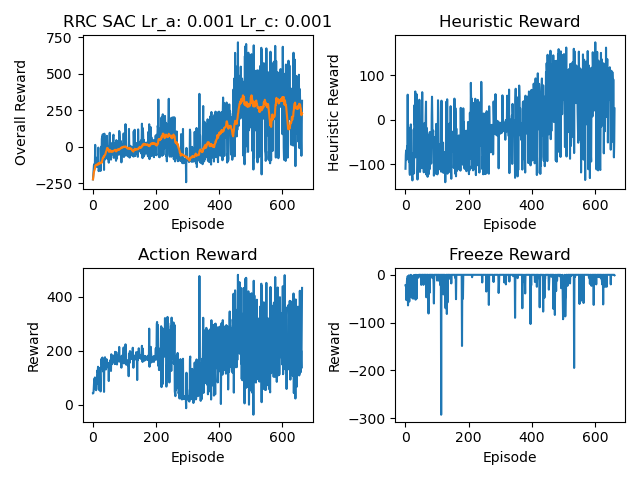 RRC SAC Lr_a: 0.001 Lr_c: 0.001
Heuristic Reward
Overall Reward
750
500
250
0
−250
0 200 400 600
Episode
Heuristic Reward
100
0
−100
0 200 400 600
Episode
Action Reward
Freeze Reward
Reward
400
200
0
0 200 400 600
Episode
Reward
0
−100
−200
−300
0 200 400 600
Episode